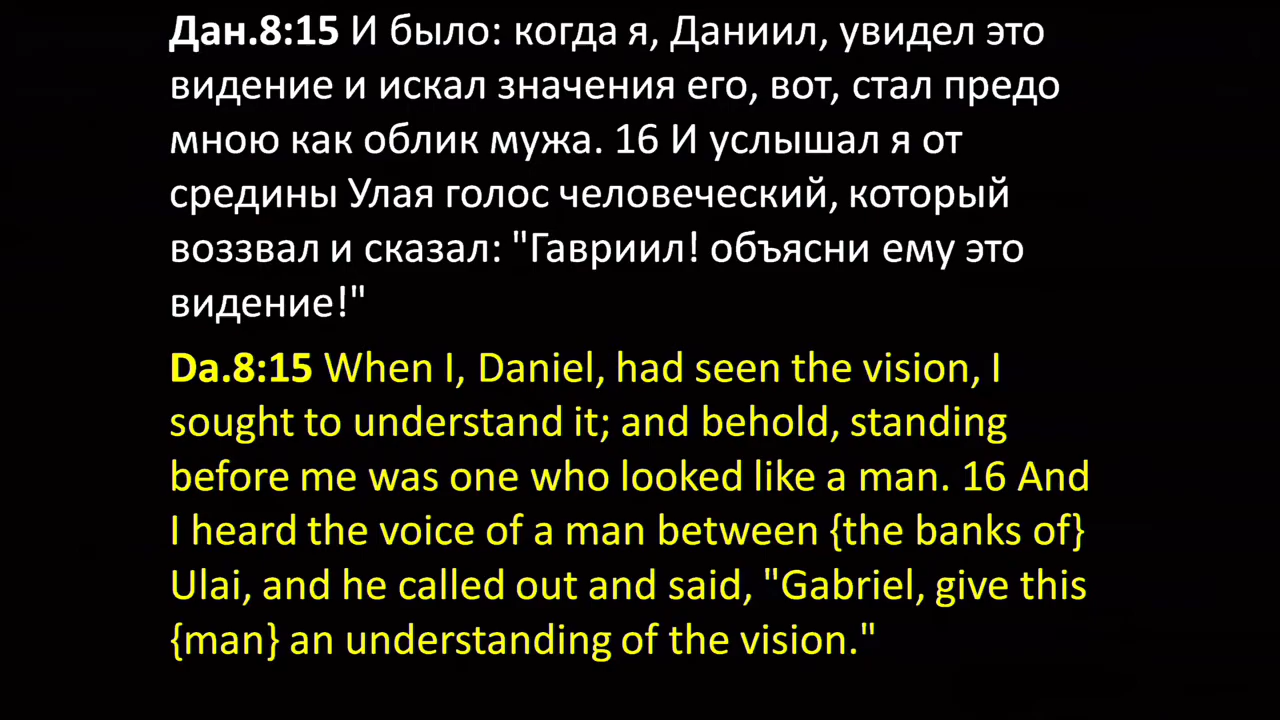 Дан.8:15 И было: когда я, Даниил, увидел это
видение и искал значения его, вот, стал предо
мною как облик мужа. 16 И услышал я от
средины Улая голос человеческий, который
воззвал и сказал: "Гавриил! объясни ему это
видение!"
Da.8:15 When I, Daniel, had seen the vision, I
sought to understand it; and behold, standing
before me was one who looked like a man. 16 And
I heard the voice of a man between {the banks of}
Ulai, and he called out and said, "Gabriel, give this
{man} an understanding of the vision."